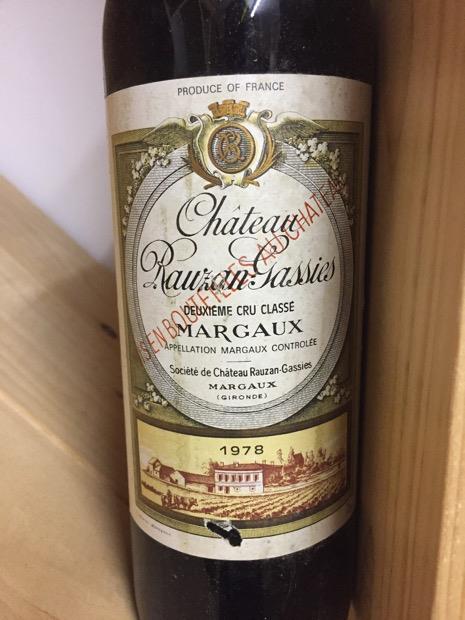 PRODUCE OF FRANCE
Château
Rauzan-Gassies
MIS EN BOUTEILLES AU CHATEAU
DEUXIÈME CRU CLASSÉ
MARGAUX
APPELLATION MARGAUX CONTROLÉE
Société de Château Rauzan-Gassies
MARGAUX
(GIRONDE)
1978